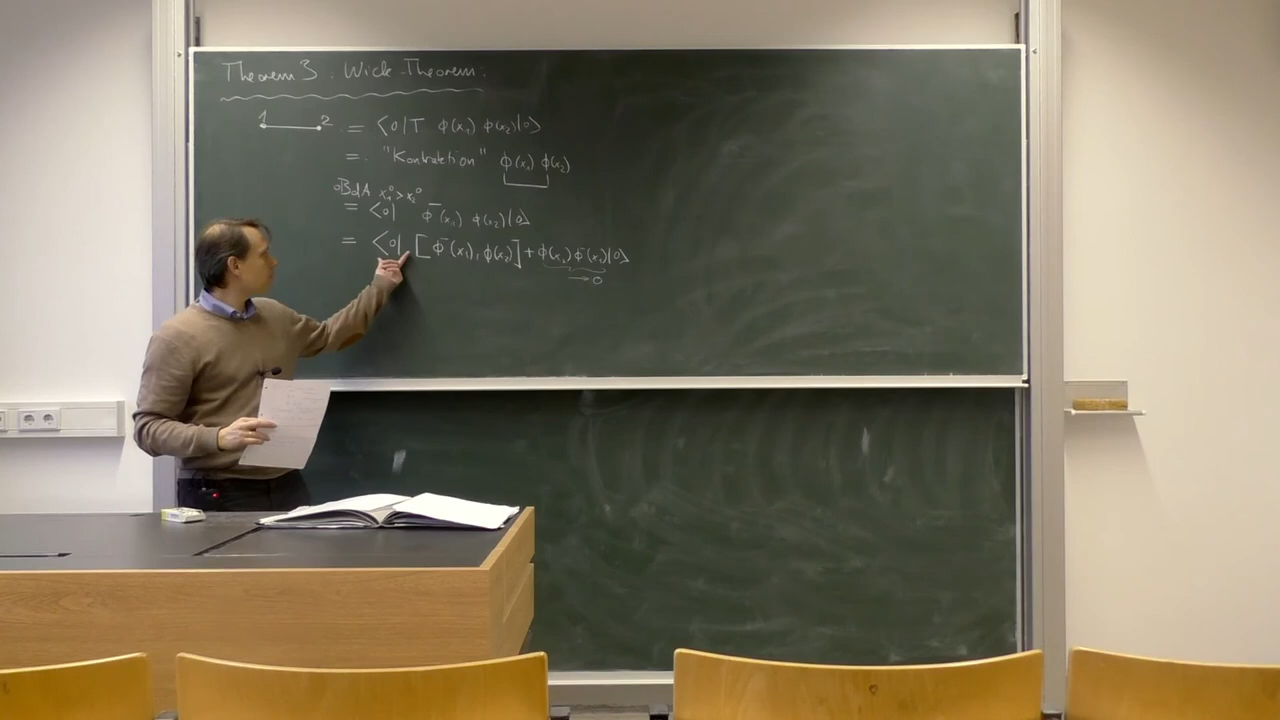 Theorem 3 : Wick-Theorem:
1 2 = <0|T ϕ(x₁) ϕ(x₂)|0>
= "Kontraktion" ϕ(x₁) ϕ(x₂)
oBdA x₁⁰ > x₂⁰
= <0| ϕ⁻(x₁) ϕ(x₂)|0>
= <0| [ϕ⁻(x₁), ϕ(x₂)] + ϕ(x₂) ϕ⁻(x₁)|0>
→ 0